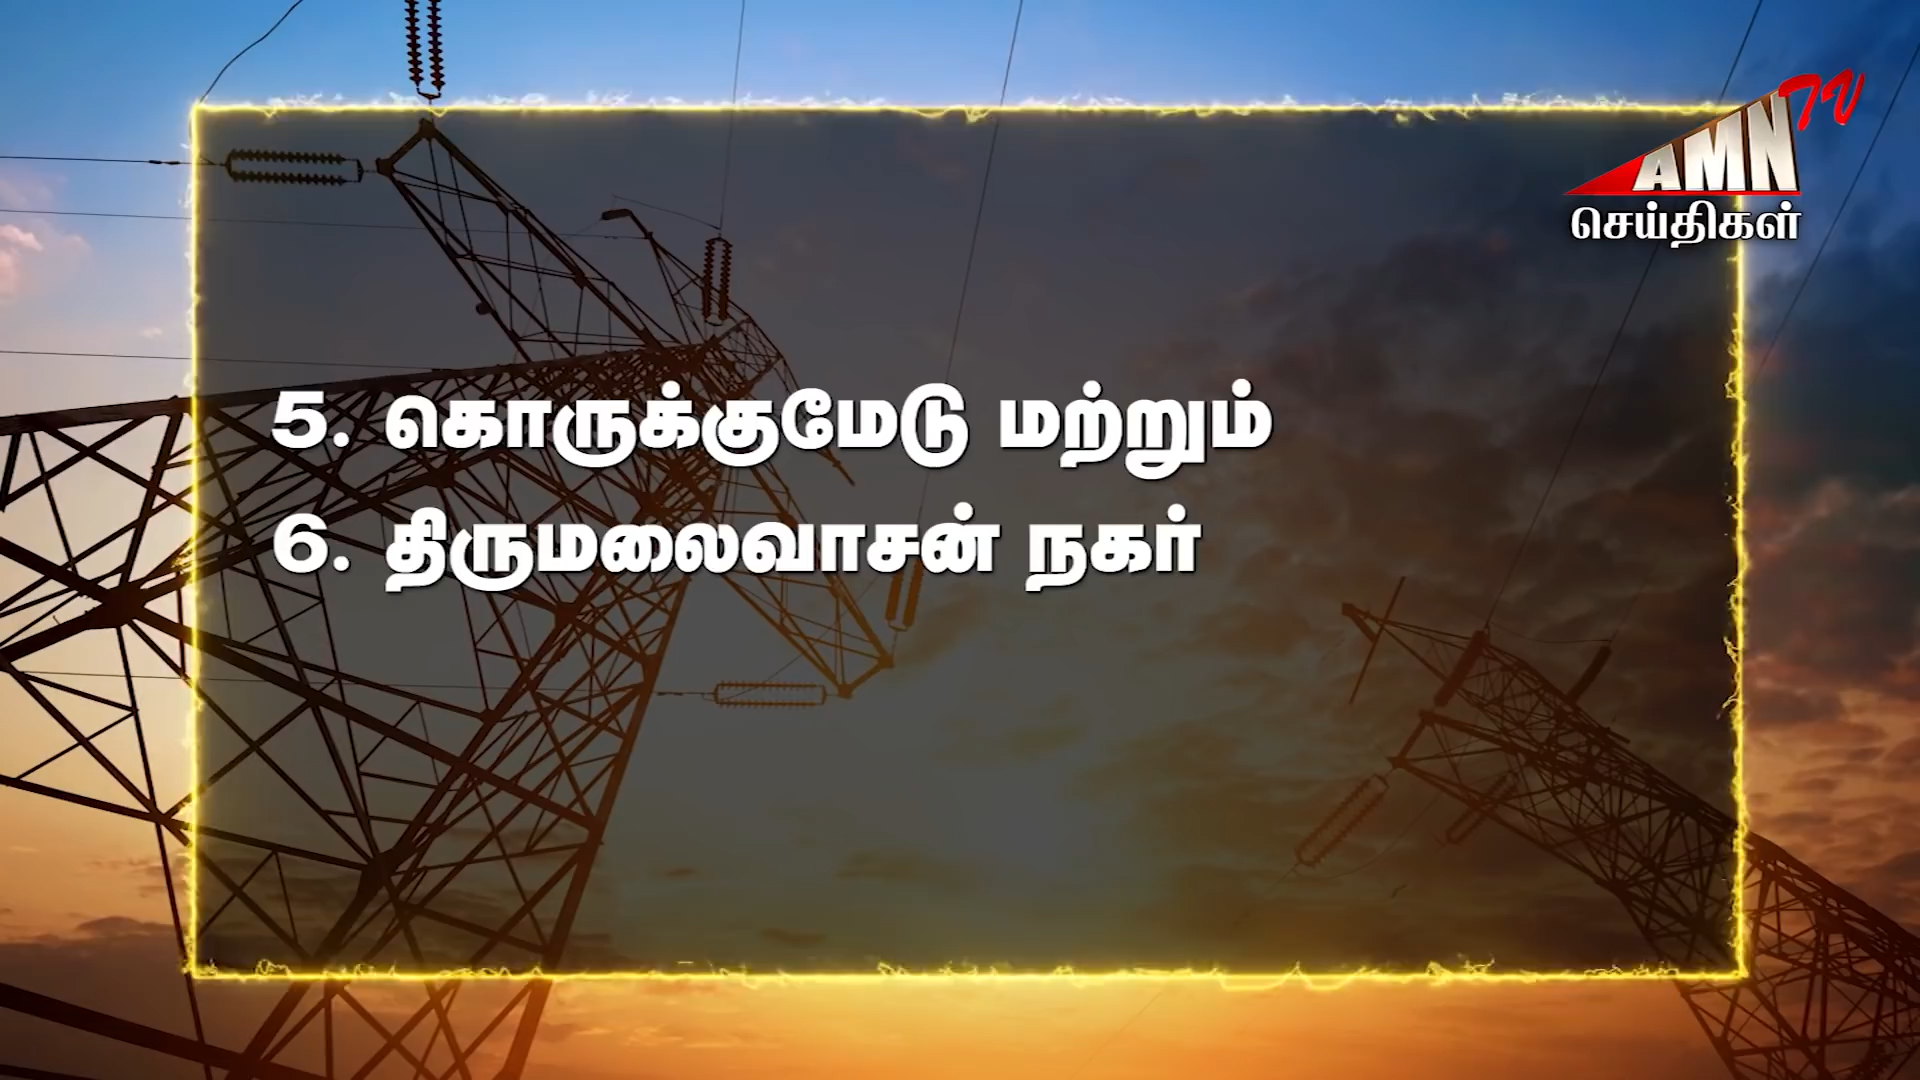 AMN TV
செய்திகள்
5. கொருக்குமேடு மற்றும்
6. திருமலைவாசன் நகர்